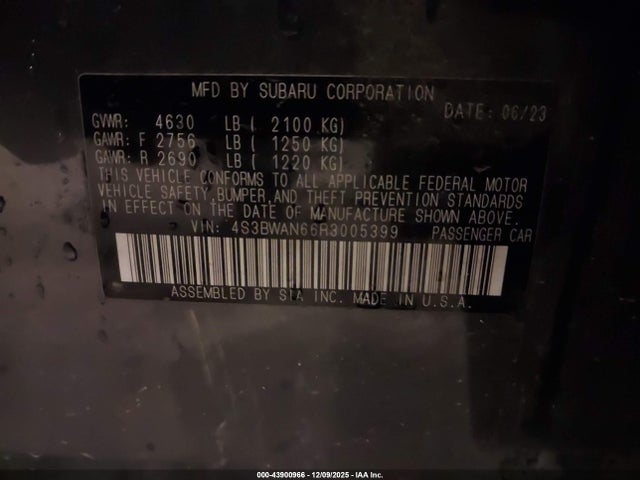 MFD BY SUBARU CORPORATION
DATE: 06/23
GVWR: 4630 LB ( 2100 KG)
GAWR: F 2756 LB ( 1250 KG)
GAWR: R 2690 LB ( 1220 KG)
THIS VEHICLE CONFORMS TO ALL APPLICABLE FEDERAL MOTOR
VEHICLE SAFETY, BUMPER, AND THEFT PREVENTION STANDARDS
IN EFFECT ON THE DATE OF MANUFACTURE SHOWN ABOVE.
VIN: 4S3BWAN66R3005399 PASSENGER CAR
ASSEMBLED BY SIA INC. MADE IN U.S.A.
000-43900966 - 12/09/2025 - IAA Inc.